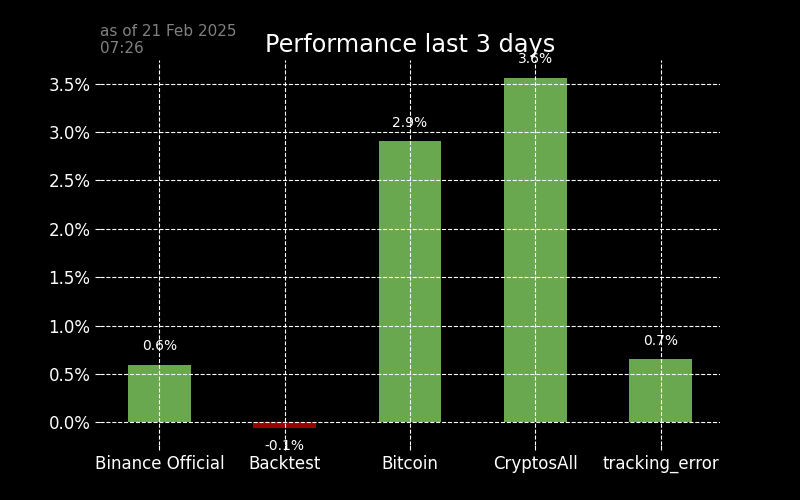 as of 21 Feb 2025
07:26
Performance last 3 days
3.6%
3.5%
3.0%
2.9%
2.5%
2.0%
1.5%
1.0%
0.6%
0.7%
0.5%
0.0%
-0.1%
Binance Official
Backtest
Bitcoin
CryptosAll
tracking_error